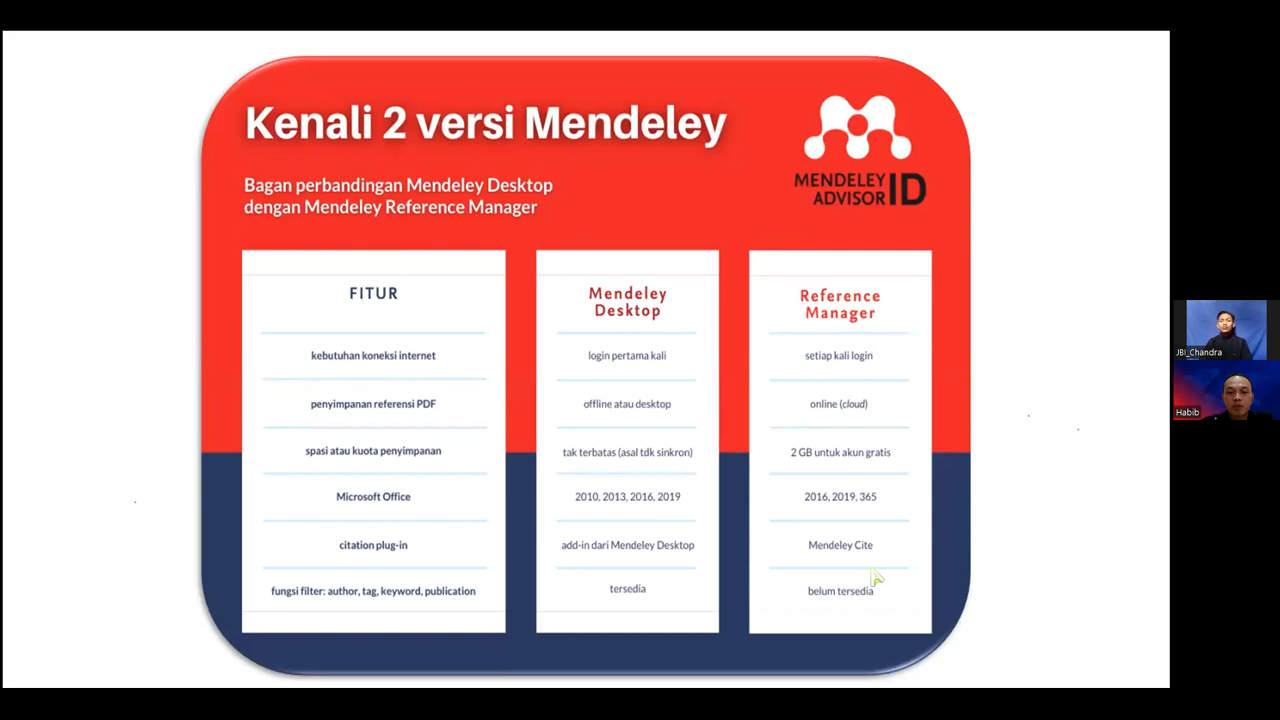 Kenali 2 versi Mendeley
Bagan perbandingan Mendeley Desktop
dengan Mendeley Reference Manager
MENDELEY
ADVISOR ID
FITUR
Mendeley
Desktop
Reference
Manager
kebutuhan koneksi internet
login pertama kali
setiap kali login
penyimpanan referensi PDF
offline atau desktop
online (cloud)
spasi atau kuota penyimpanan
tak terbatas (asal tdk sinkron)
2 GB untuk akun gratis
Microsoft Office
2010, 2013, 2016, 2019
2016, 2019, 365
citation plug-in
add-in dari Mendeley Desktop
Mendeley Cite
fungsi filter: author, tag, keyword, publication
tersedia
belum tersedia
JBI_Chandra
Habib